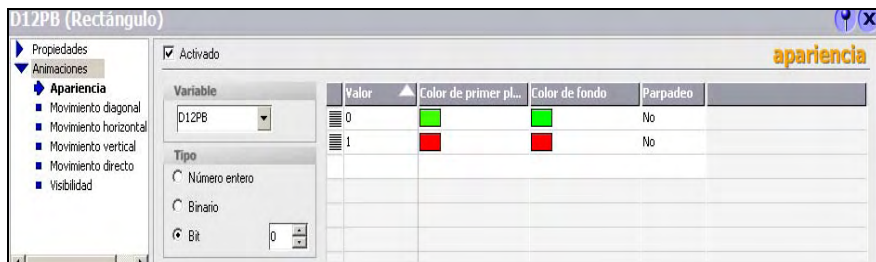 D12PB (Rectángulo)
Propiedades
Animaciones
Apariencia
Movimiento diagonal
Movimiento horizontal
Movimiento vertical
Movimiento directo
Visibilidad
Activado
apariencia
Variable
D12PB
Tipo
Número entero
Binario
Bit 0
Valor Color de primer pl... Color de fondo Parpadeo
0 No
1 No